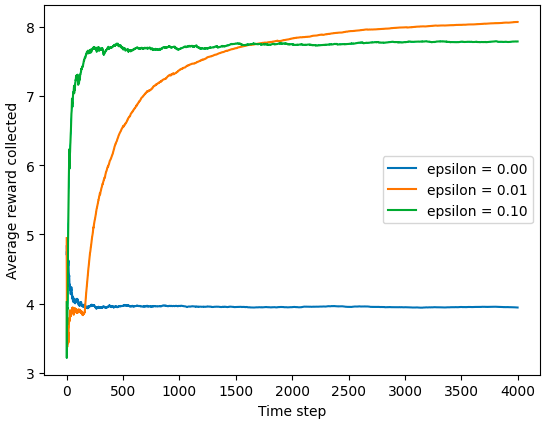 8
7
6
5
4
3
Average reward collected
epsilon = 0.00
epsilon = 0.01
epsilon = 0.10
0 500 1000 1500 2000 2500 3000 3500 4000
Time step